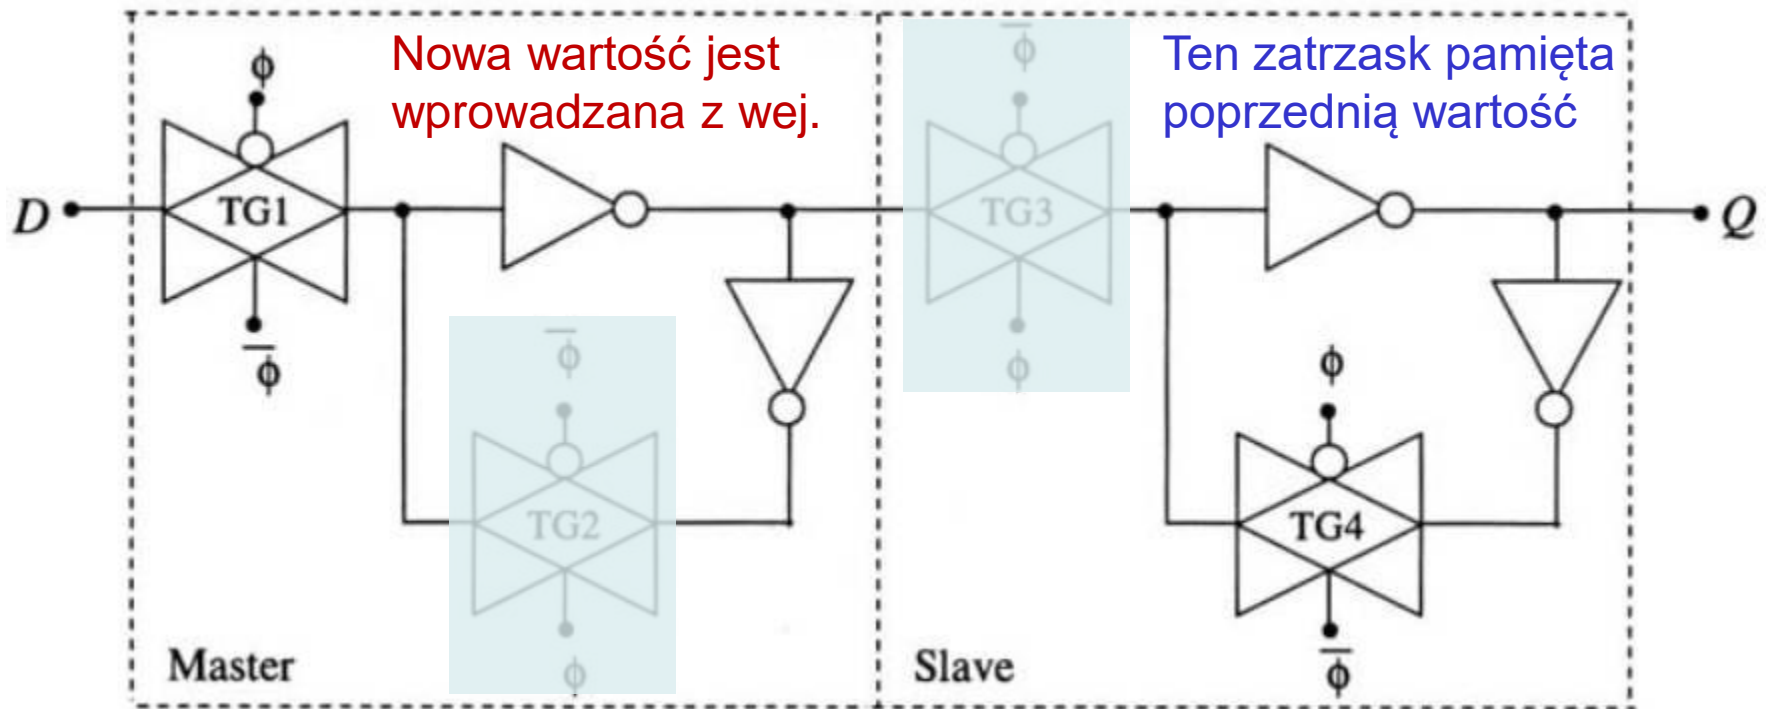 Nowa wartość jest
wprowadzana z wej.
Ten zatrzask pamięta
poprzednią wartość
ϕ
ϕ̅
D
TG1
TG3
Q
ϕ̅
ϕ
ϕ̅
ϕ
TG2
TG4
ϕ
ϕ̅
Master
Slave